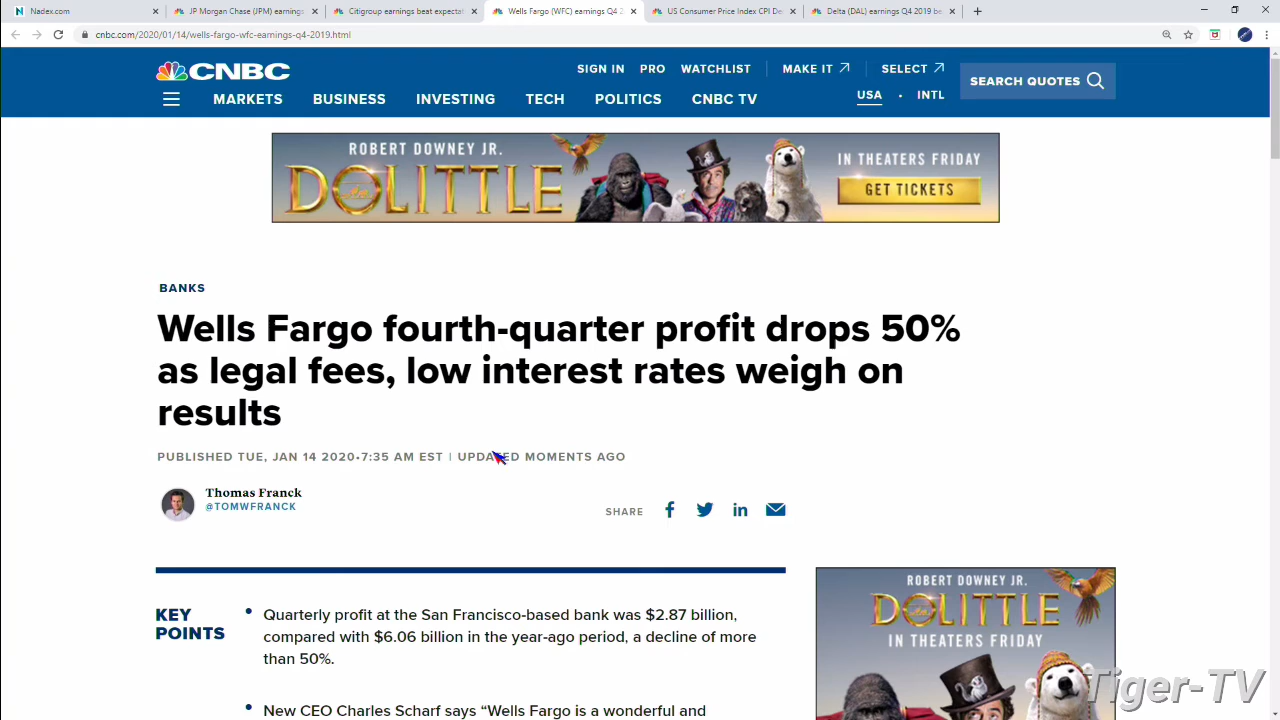 Nadex.com
JP Morgan Chase (JPM) earnings
Citigroup earnings beat expectat
Wells Fargo (WFC) earnings Q4 2
US Consumer Price Index CPI De
Delta (DAL) earnings Q4 2019 be
cnbc.com/2020/01/14/wells-fargo-wfc-earnings-q4-2019.html
CNBC
SIGN IN PRO WATCHLIST MAKE IT SELECT
USA • INTL
SEARCH QUOTES
MARKETS BUSINESS INVESTING TECH POLITICS CNBC TV
ROBERT DOWNEY JR.
DOLITTLE
IN THEATERS FRIDAY
GET TICKETS
BANKS
Wells Fargo fourth-quarter profit drops 50%
as legal fees, low interest rates weigh on
results
PUBLISHED TUE, JAN 14 2020•7:35 AM EST | UPDATED MOMENTS AGO
Thomas Franck
@TOMWFRANCK
SHARE
KEY
POINTS
• Quarterly profit at the San Francisco-based bank was $2.87 billion,
compared with $6.06 billion in the year-ago period, a decline of more
than 50%.
• New CEO Charles Scharf says “Wells Fargo is a wonderful and
ROBERT DOWNEY JR.
DOLITTLE
IN THEATERS FRIDAY
Tiger-TV